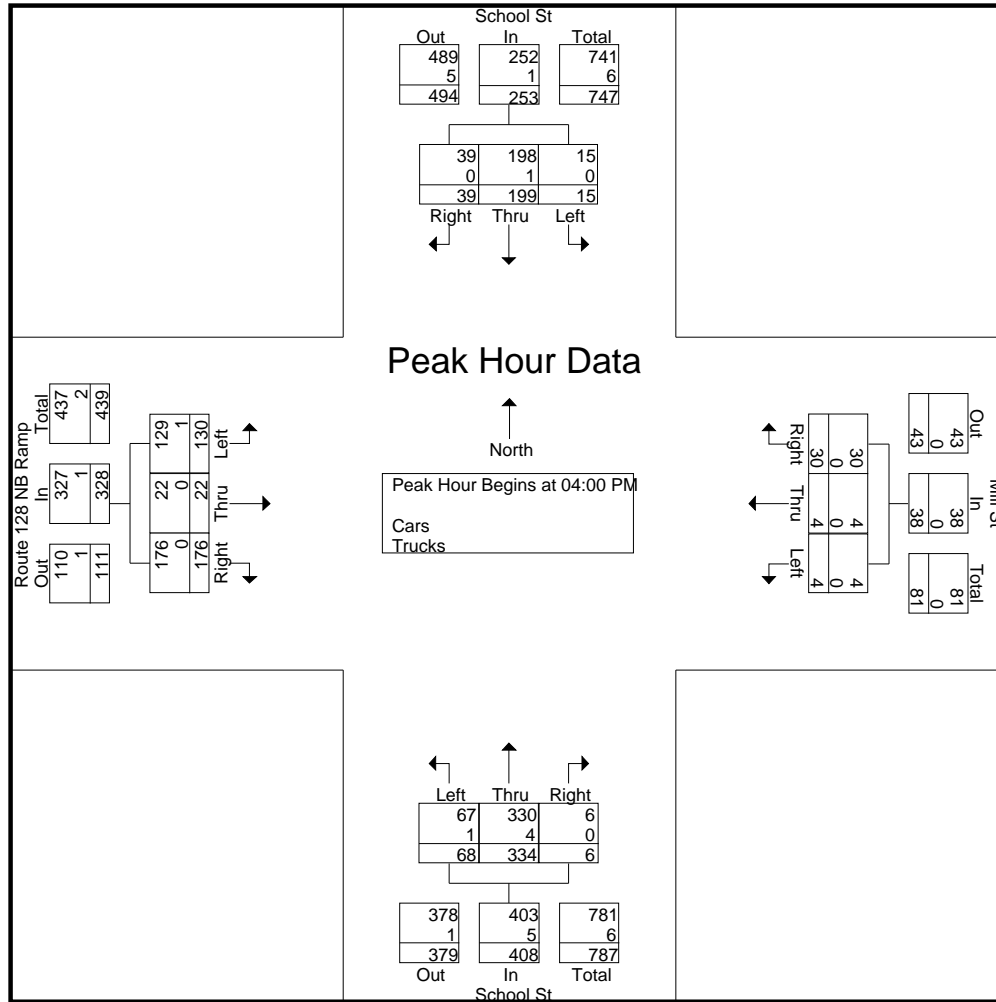 School St
Out In Total
489 252 741
5 1 6
494 253 747
39 198 15
0 1 0
39 199 15
Right Thru Left
Peak Hour Data
North
Peak Hour Begins at 04:00 PM
Cars
Trucks
Route 128 NB Ramp
Out In Total
110 327 437
1 1 2
111 328 439
129 22 176
1 0 0
130 22 176
Left Thru Right
Mill St
Out In Total
43 38 81
0 0 0
43 38 81
30 4 4
0 0 0
30 4 4
Right Thru Left
Left Thru Right
67 330 6
1 4 0
68 334 6
378 403 781
1 5 6
379 408 787
Out In Total
School St